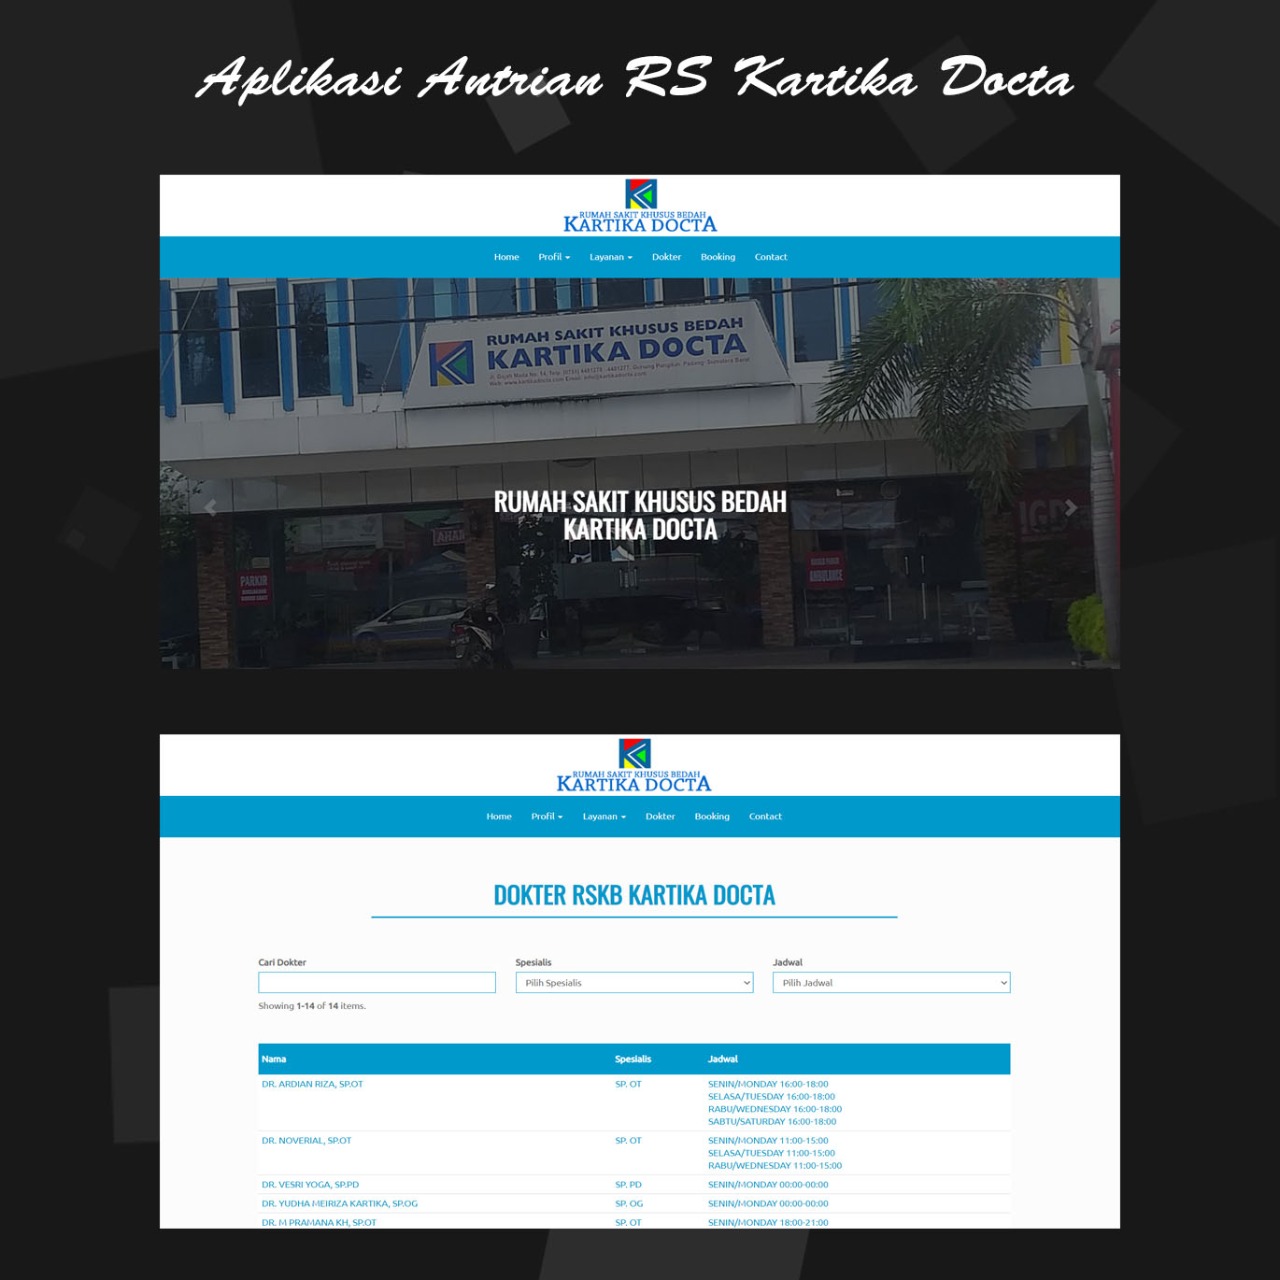 Aplikasi Antrian RS Kartika Docta
RUMAH SAKIT KHUSUS BEDAH
KARTIKA DOCTA
Home Profil Layanan Dokter Booking Contact
RUMAH SAKIT KHUSUS BEDAH
KARTIKA DOCTA
RUMAH SAKIT KHUSUS BEDAH
KARTIKA DOCTA
IGD
PARKIR
AMBULANCE
RUMAH SAKIT KHUSUS BEDAH
KARTIKA DOCTA
Home Profil Layanan Dokter Booking Contact
DOKTER RSKB KARTIKA DOCTA
Cari Dokter Spesialis Jadwal
Pilih Spesialis Pilih Jadwal
Showing 1-14 of 14 items.
Nama Spesialis Jadwal
DR. ARDIAN RIZA, SP.OT SP. OT SENIN/MONDAY 16:00-18:00
SELASA/TUESDAY 16:00-18:00
RABU/WEDNESDAY 16:00-18:00
SABTU/SATURDAY 16:00-18:00
DR. NOVERIAL, SP.OT SP. OT SENIN/MONDAY 11:00-15:00
SELASA/TUESDAY 11:00-15:00
RABU/WEDNESDAY 11:00-15:00
DR. VESRI YOGA, SP.PD SP. PD SENIN/MONDAY 00:00-00:00
DR. YUDHA MEIRIZA KARTIKA, SP.OG SP. OG SENIN/MONDAY 00:00-00:00
DR. M PRAMANA KH, SP.OT SP. OT SENIN/MONDAY 18:00-21:00